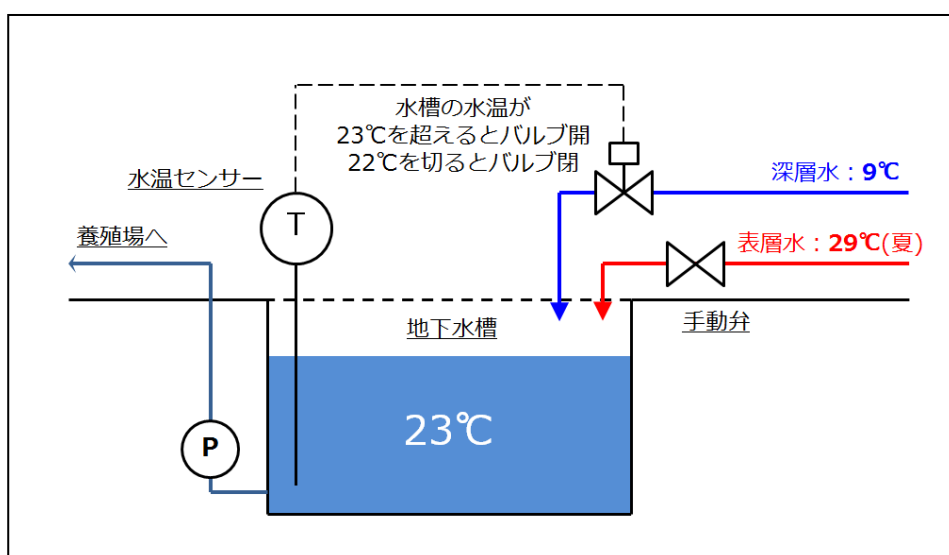 水槽の水温が
23℃を超えるとバルブ開
22℃を切るとバルブ閉
水温センサー
深層水：9℃
T
養殖場へ
表層水：29℃(夏)
地下水槽
手動弁
23℃
P